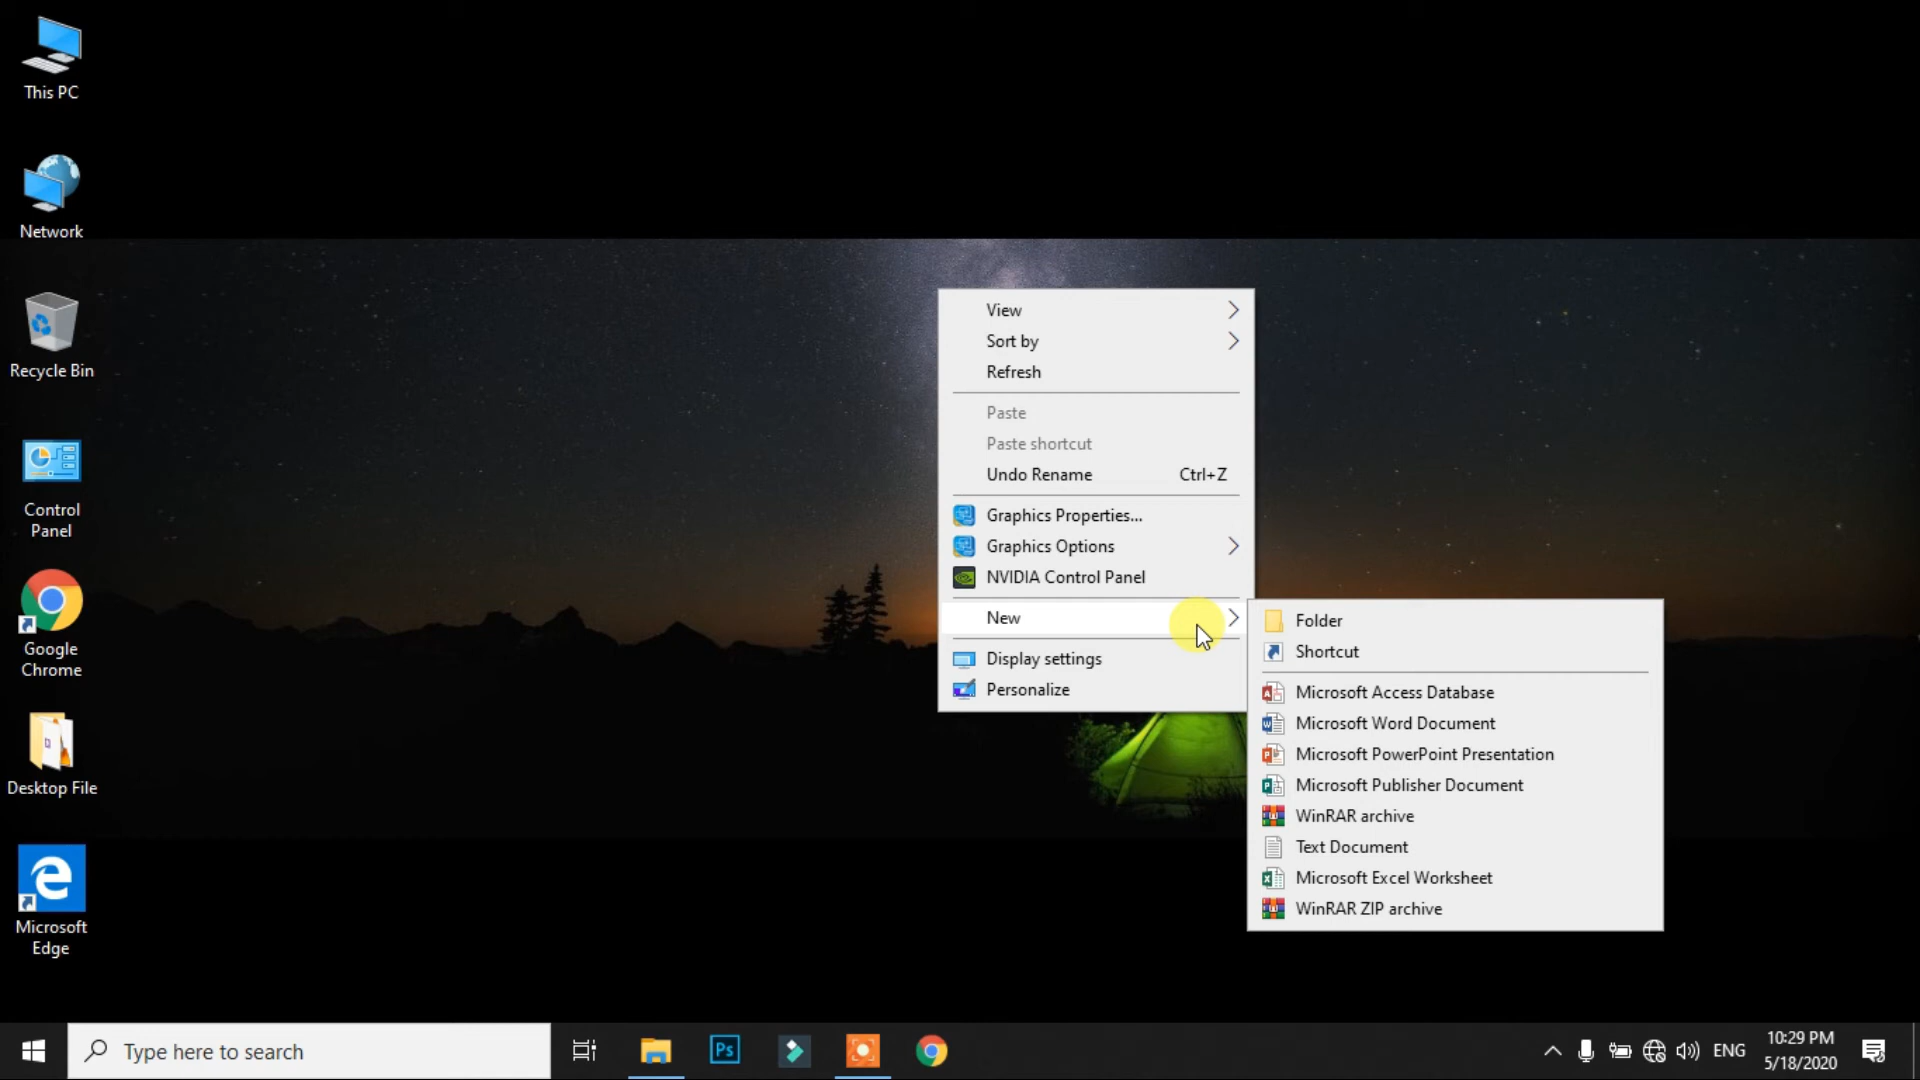 This PC
Network
Recycle Bin
Control
Panel
Google
Chrome
Desktop File
Microsoft
Edge
View
Sort by
Refresh
Paste
Paste shortcut
Undo Rename Ctrl+Z
Graphics Properties...
Graphics Options
NVIDIA Control Panel
New
Display settings
Personalize
Folder
Shortcut
Microsoft Access Database
Microsoft Word Document
Microsoft PowerPoint Presentation
Microsoft Publisher Document
WinRAR archive
Text Document
Microsoft Excel Worksheet
WinRAR ZIP archive
Type here to search
Ps
ENG
10:29 PM
5/18/2020